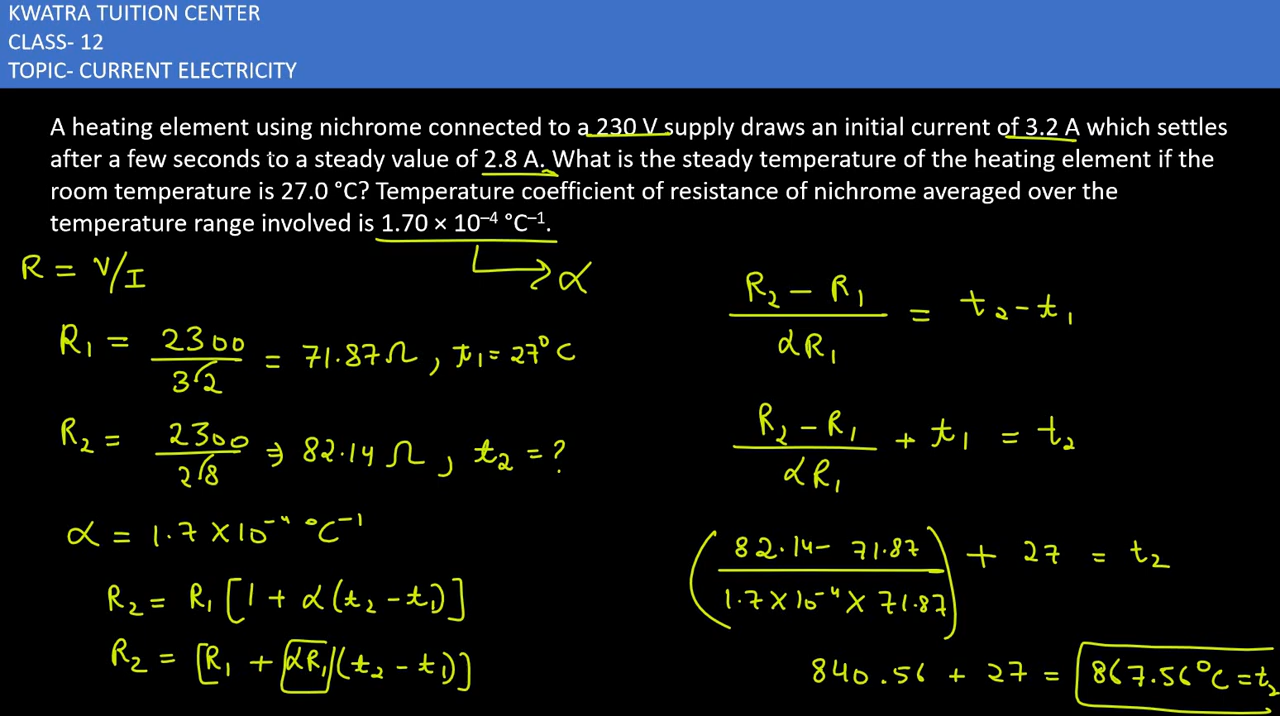 KWATRA TUITION CENTER
CLASS- 12
TOPIC- CURRENT ELECTRICITY
A heating element using nichrome connected to a 230 V supply draws an initial current of 3.2 A which settles
after a few seconds to a steady value of 2.8 A. What is the steady temperature of the heating element if the
room temperature is 27.0 °C? Temperature coefficient of resistance of nichrome averaged over the
temperature range involved is 1.70 × 10⁻⁴ °C⁻¹.
R = V/I
α
R₁ = 2300/32 = 71.87 Ω, t₁ = 27°C
R₂ = 2300/28 ⇒ 82.14 Ω, t₂ = ?
α = 1.7 × 10⁻⁴ °C⁻¹
R₂ = R₁ [1 + α (t₂ - t₁)]
R₂ = [R₁ + αR₁ (t₂ - t₁)]
R₂ - R₁ / αR₁ = t₂ - t₁
R₂ - R₁ / αR₁ + t₁ = t₂
(82.14 - 71.87 / 1.7 × 10⁻⁴ × 71.87) + 27 = t₂
840.56 + 27 = 867.56°C = t₂